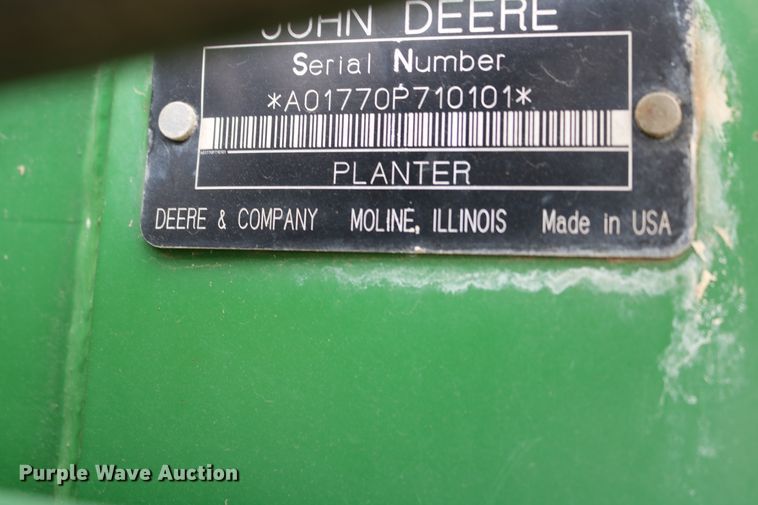 JOHN DEERE
Serial Number
*A01770P710101*
PLANTER
DEERE & COMPANY MOLINE, ILLINOIS Made in USA
Purple Wave Auction